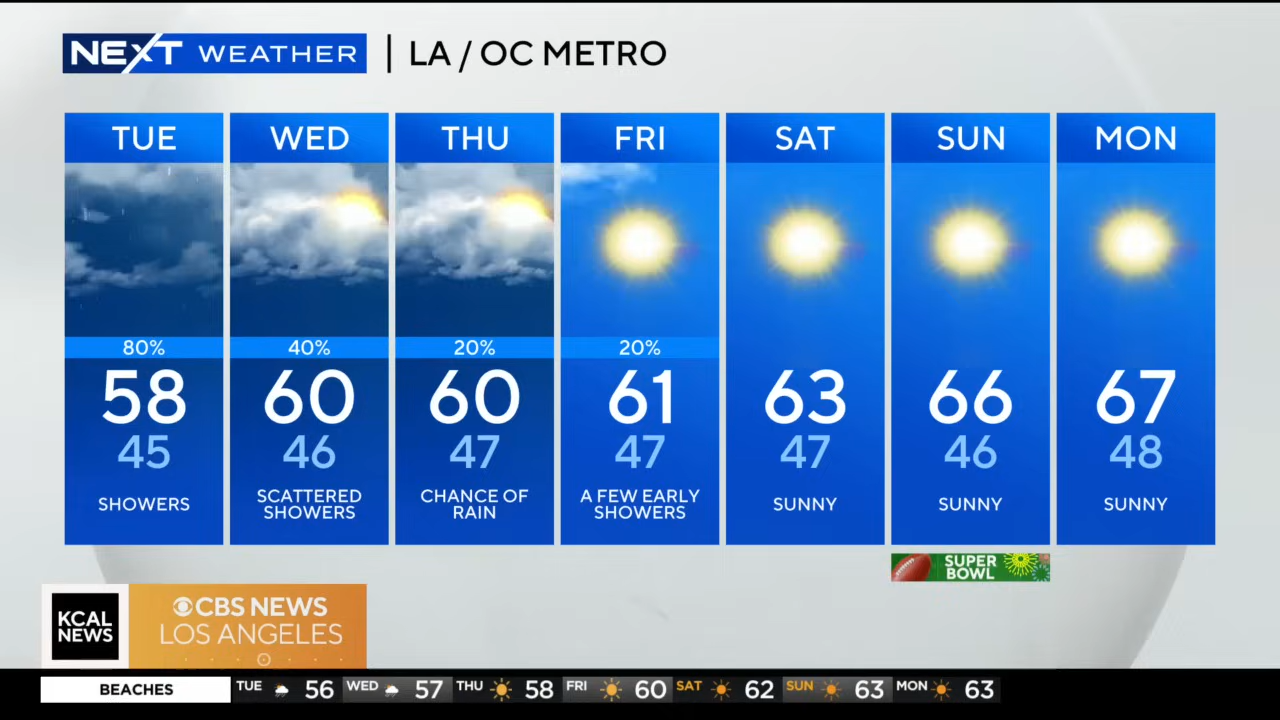 NEXT WEATHER | LA / OC METRO
TUE WED THU FRI SAT SUN MON
80% 40% 20% 20%
58 60 60 61 63 66 67
45 46 47 47 47 46 48
SHOWERS
SCATTERED
SHOWERS
CHANCE OF
RAIN
A FEW EARLY
SHOWERS
SUNNY
SUNNY
SUNNY
SUPER
BOWL
KCAL
NEWS
CBS NEWS
LOS ANGELES
BEACHES TUE 56 WED 57 THU 58 FRI 60 SAT 62 SUN 63 MON 63